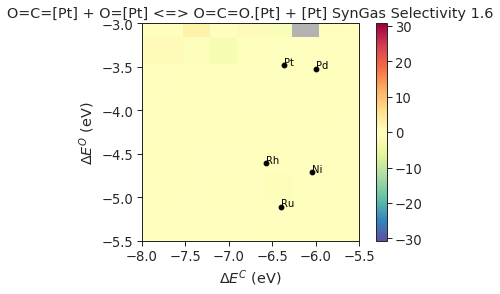 O=C=[Pt] + O=[Pt] <=> O=C=O.[Pt] + [Pt] SynGas Selectivity 1.6
−3.0
−3.5
−4.0
−4.5
−5.0
−5.5
ΔE^O (eV)
Pt
Pd
Rh
Ni
Ru
−8.0 −7.5 −7.0 −6.5 −6.0 −5.5
ΔE^C (eV)
30
20
10
0
−10
−20
−30